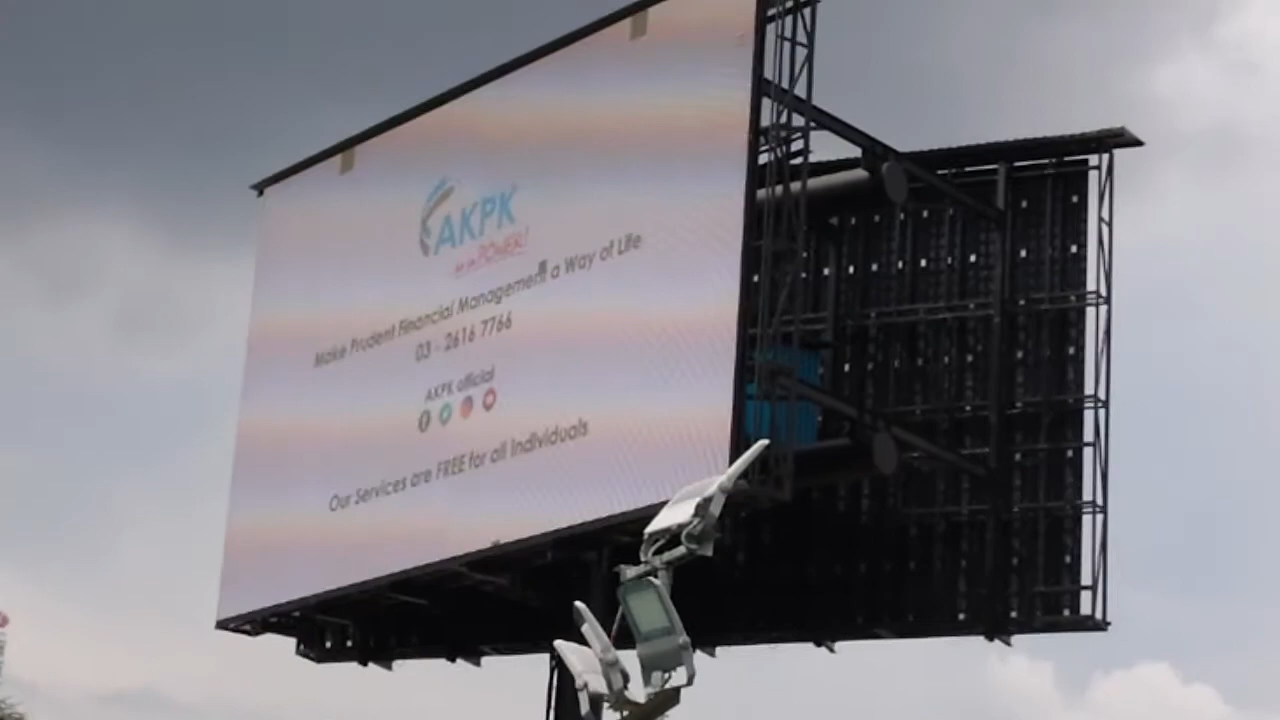 AKPK
POWER!
Make Prudent Financial Management a Way of Life
03 - 2616 7766
AKPK official
Our Services are FREE for all Individuals